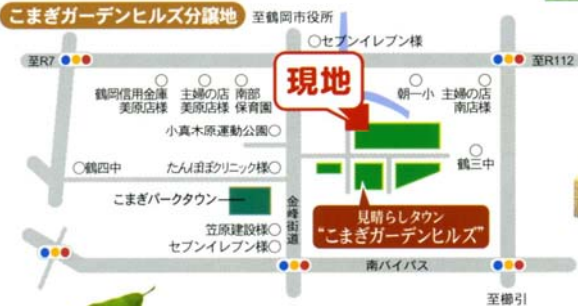 こまぎガーデンヒルズ分譲地
至鶴岡市役所
○セブンイレブン様
至R7
至R112
現地
鶴岡信用金庫
美原店様
主婦の店
美原店様
南部
保育園
朝一小
主婦の店
南店様
小真木原運動公園○
○鶴四中
たんぽぽクリニック様○
鶴三中
こまぎパークタウン
金峰街道
見晴らしタウン
“こまぎガーデンヒルズ”
笠原建設様○
セブンイレブン様○
南バイパス
至櫛引